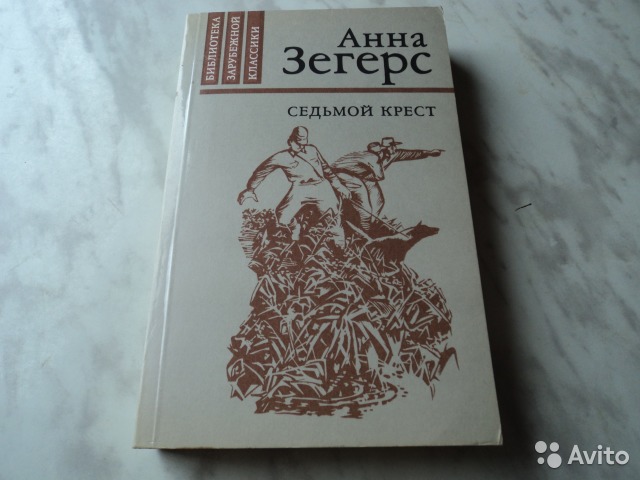 БИБЛИОТЕКА
ЗАРУБЕЖНОЙ
КЛАССИКИ
Анна
Зегерс
СЕДЬМОЙ КРЕСТ
Avito